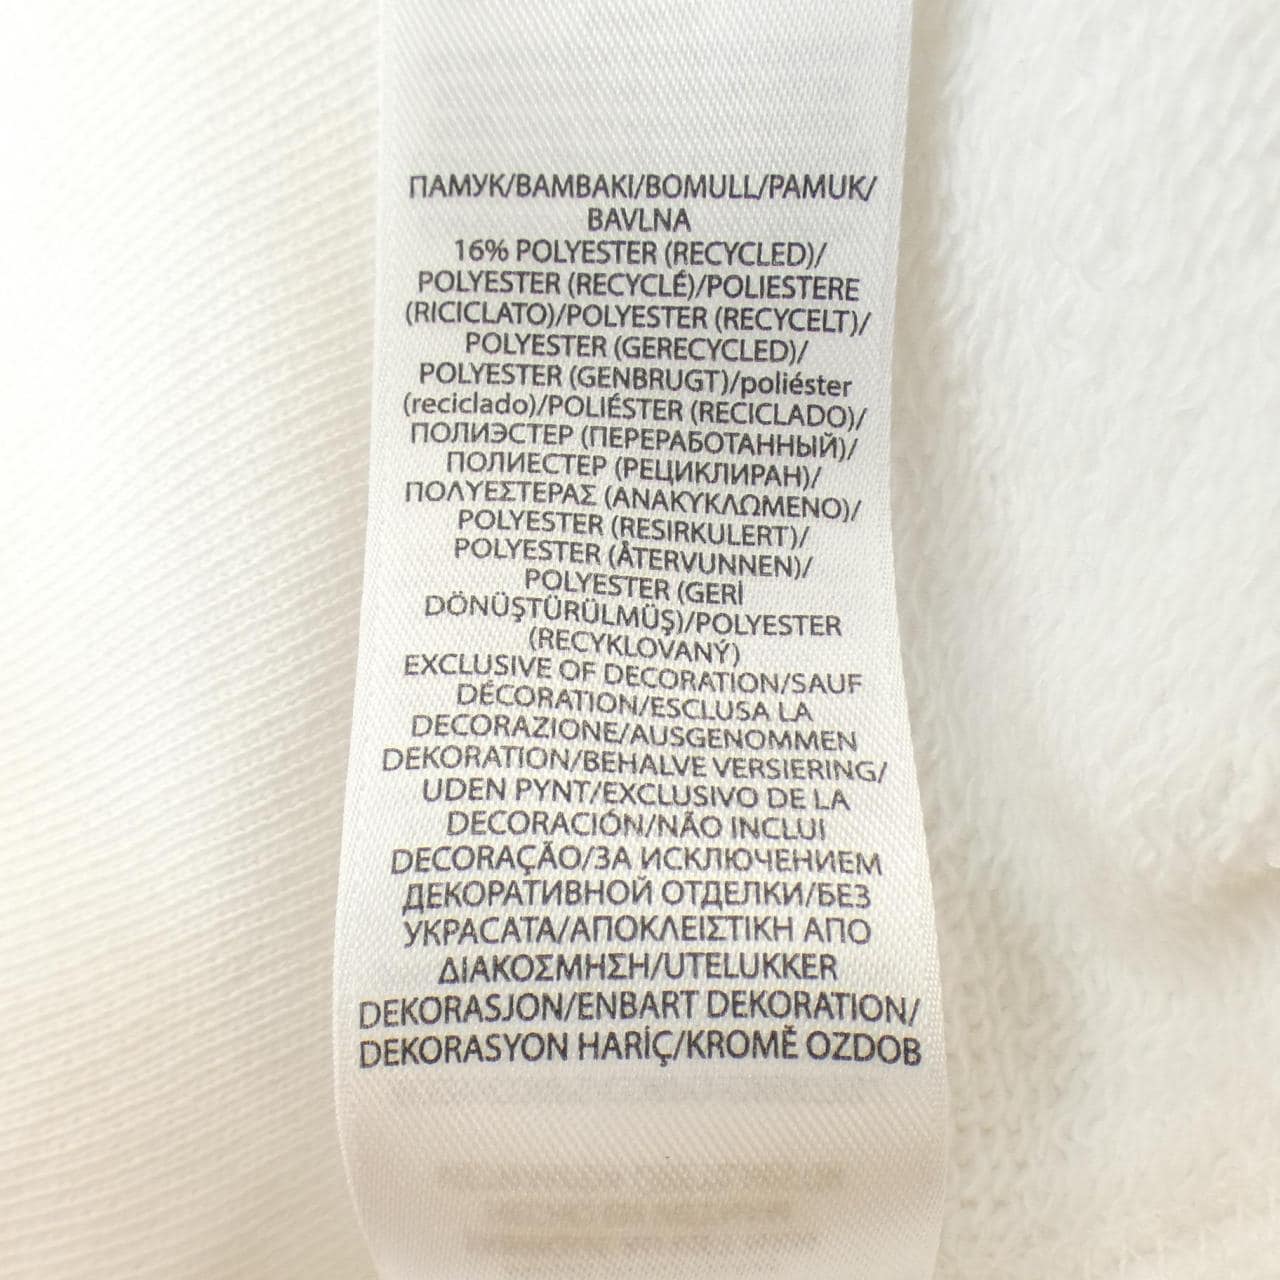 ПАМУК/BAMBAKI/BOMULL/PAMUK/
BAVLNA
16% POLYESTER (RECYCLED)/
POLYESTER (RECYCLÉ)/POLIESTERE
(RICICLATO)/POLYESTER (RECYCELT)/
POLYESTER (GERECYCLED)/
POLYESTER (GENBRUGT)/poliéster
(reciclado)/POLIÉSTER (RECICLADO)/
ПОЛИЭСТЕР (ПЕРЕРАБОТАННЫЙ)/
ПОЛИЕСТЕР (РЕЦИКЛИРАН)/
ΠΟΛΥΕΣΤΕΡΑΣ (ΑΝΑΚΥΚΛΩΜΕΝΟ)/
POLYESTER (RESIRKULERT)/
POLYESTER (ÅTERVUNNEN)/
POLYESTER (GERİ
DÖNÜŞTÜRÜLMÜŞ)/POLYESTER
(RECYKLOVANÝ)
EXCLUSIVE OF DECORATION/SAUF
DÉCORATION/ESCLUSA LA
DECORAZIONE/AUSGENOMMEN
DEKORATION/BEHALVE VERSIERING/
UDEN PYNT/EXCLUSIVO DE LA
DECORACIÓN/NÃO INCLUI
DECORAÇÃO/ЗА ИСКЛЮЧЕНИЕМ
ДЕКОРАТИВНОЙ ОТДЕЛКИ/БЕЗ
УКРАСАТА/ΑΠΟΚΛΕΙΣΤΙΚΗ ΑΠΟ
ΔΙΑΚΟΣΜΗΣΗ/UTELUKKER
DEKORASJON/ENBART DEKORATION/
DEKORASYON HARİÇ/KROMĚ OZDOB